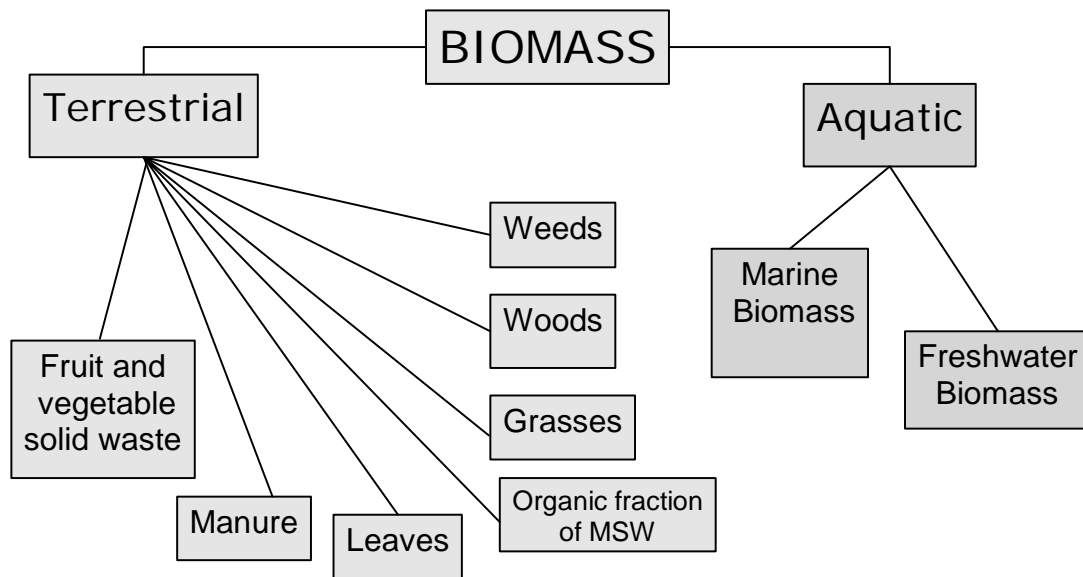 BIOMASS
Terrestrial
Aquatic
Weeds
Marine
Biomass
Woods
Freshwater
Biomass
Fruit and
vegetable
solid waste
Grasses
Organic fraction
of MSW
Manure
Leaves